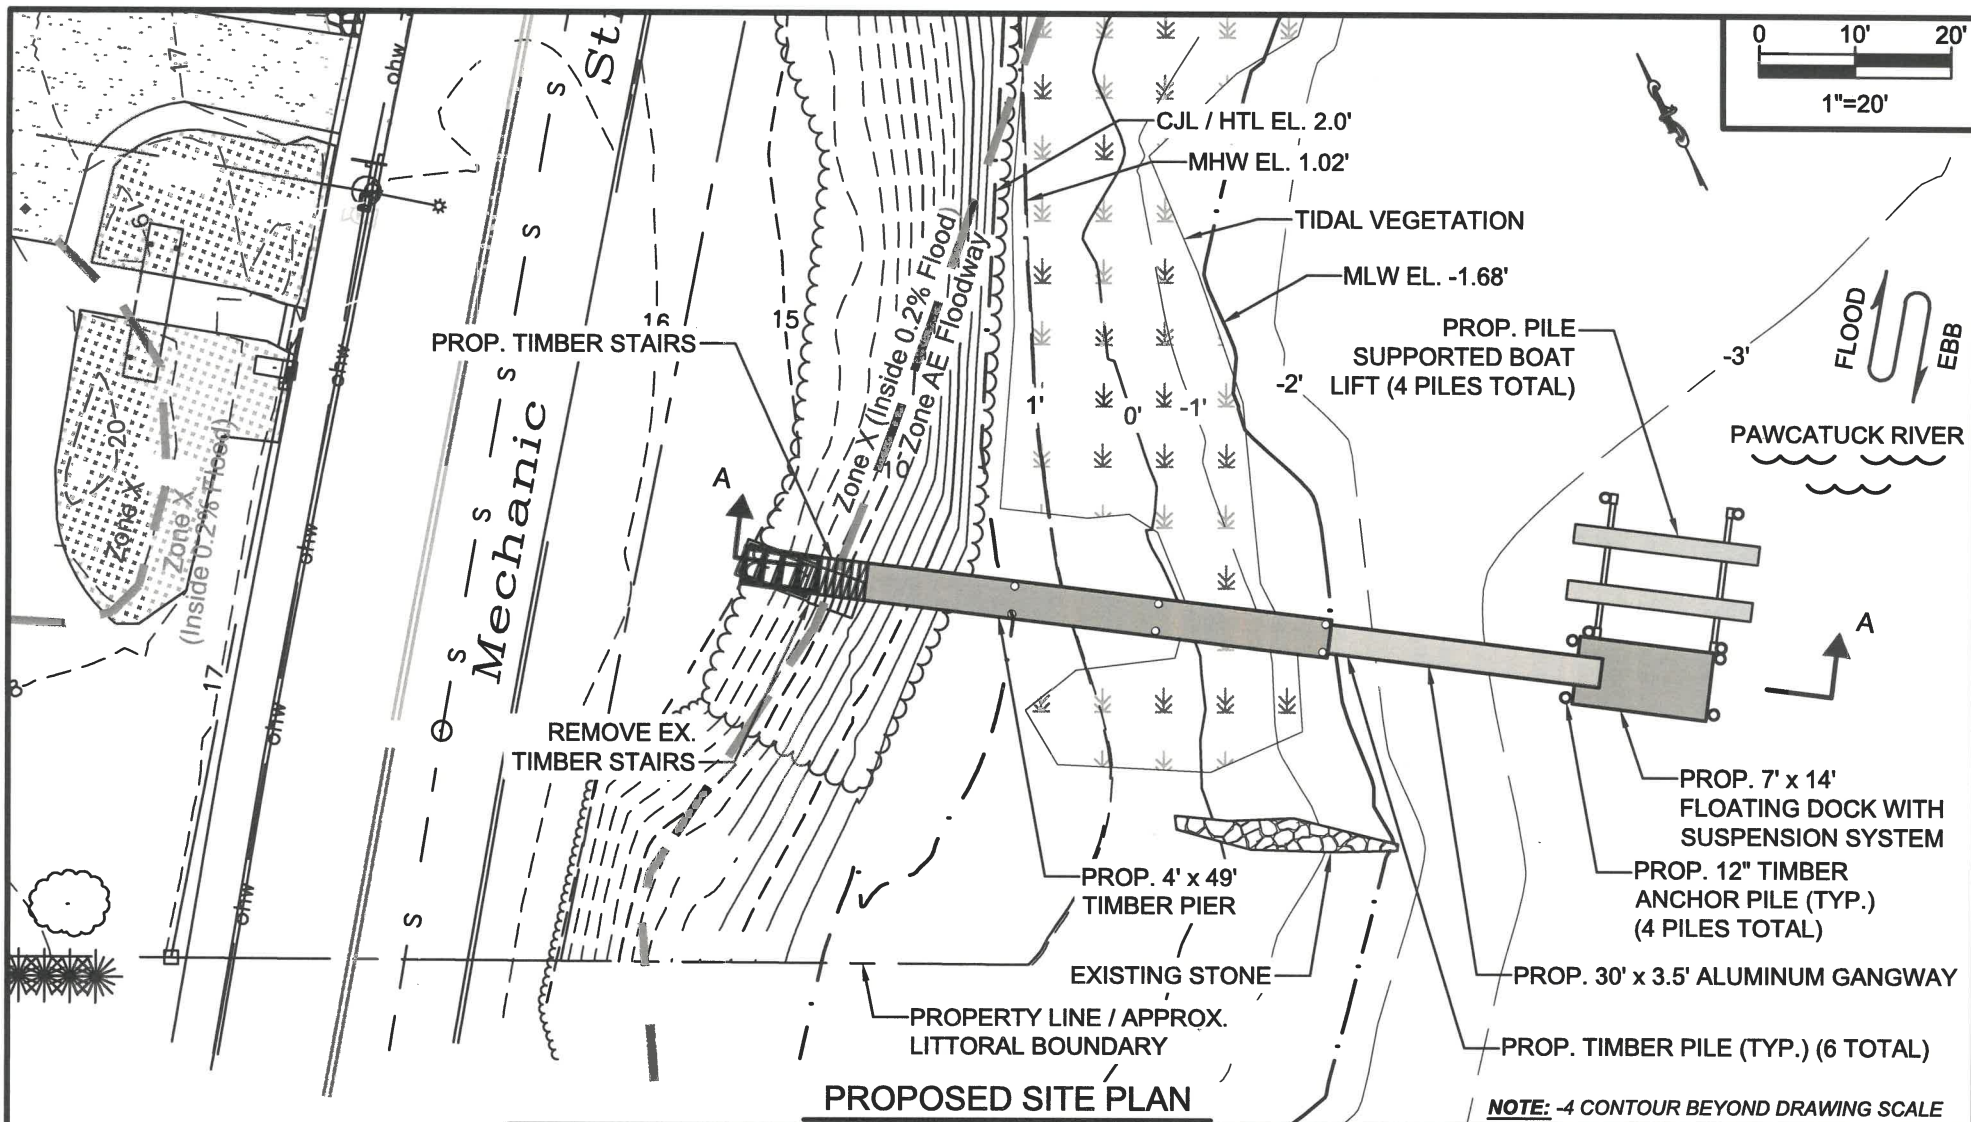 0 10' 20'
1"=20'
17
ohw
S
St
CJL / HTL EL. 2.0'
MHW EL. 1.02'
TIDAL VEGETATION
MLW EL. -1.68'
S
16
15
PROP. TIMBER STAIRS
Zone X (Inside 0.2% Flood)
Zone AE Floodway
10
PROP. PILE
SUPPORTED BOAT
LIFT (4 PILES TOTAL)
-3'
FLOOD
EBB
PAWCATUCK RIVER
ohw
S
1'
0'
-1'
-2'
20
Zone X
Zone X
(Inside 0.2% Flood)
A
S
Mechanic
ohw
A
17
S
ohw
REMOVE EX.
TIMBER STAIRS
PROP. 7' x 14'
FLOATING DOCK WITH
SUSPENSION SYSTEM
PROP. 4' x 49'
TIMBER PIER
PROP. 12" TIMBER
ANCHOR PILE (TYP.)
(4 PILES TOTAL)
ohw
S
EXISTING STONE
PROP. 30' x 3.5' ALUMINUM GANGWAY
PROPERTY LINE / APPROX.
LITTORAL BOUNDARY
PROP. TIMBER PILE (TYP.) (6 TOTAL)
PROPOSED SITE PLAN
NOTE: -4 CONTOUR BEYOND DRAWING SCALE